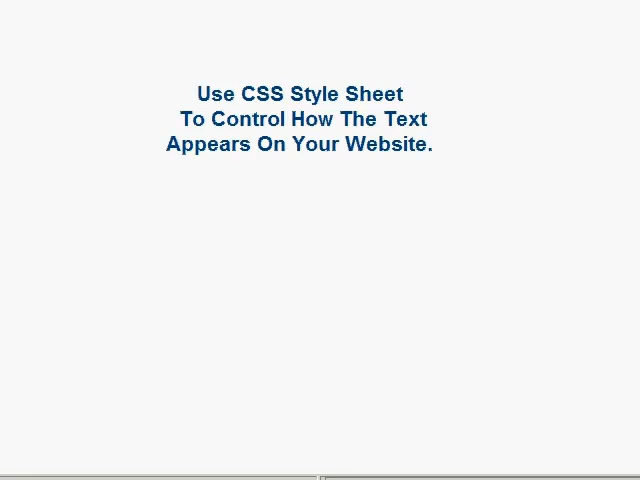 Use CSS Style Sheet
To Control How The Text
Appears On Your Website.